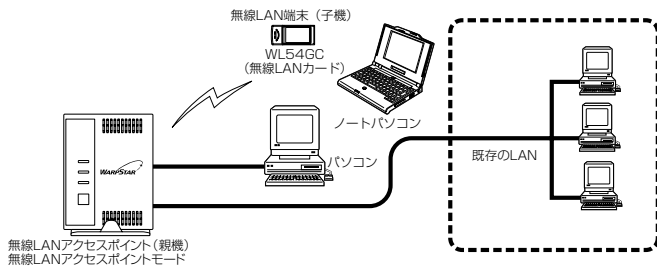 無線LAN端末（子機）
WL54GC
（無線LANカード）
ノートパソコン
パソコン
既存のLAN
WARPSTAR
無線LANアクセスポイント（親機）
無線LANアクセスポイントモード